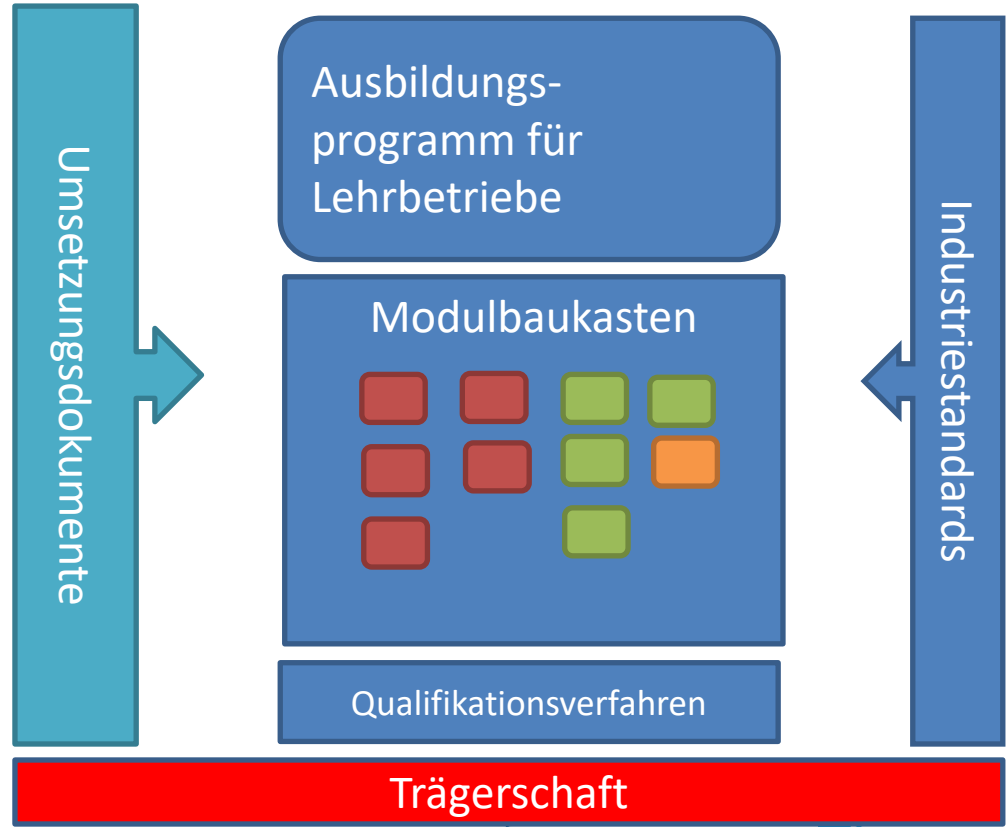 Umsetzungsdokumente
Ausbildungs-
programm für
Lehrbetriebe
Modulbaukasten
Qualifikationsverfahren
Industriestandards
Trägerschaft